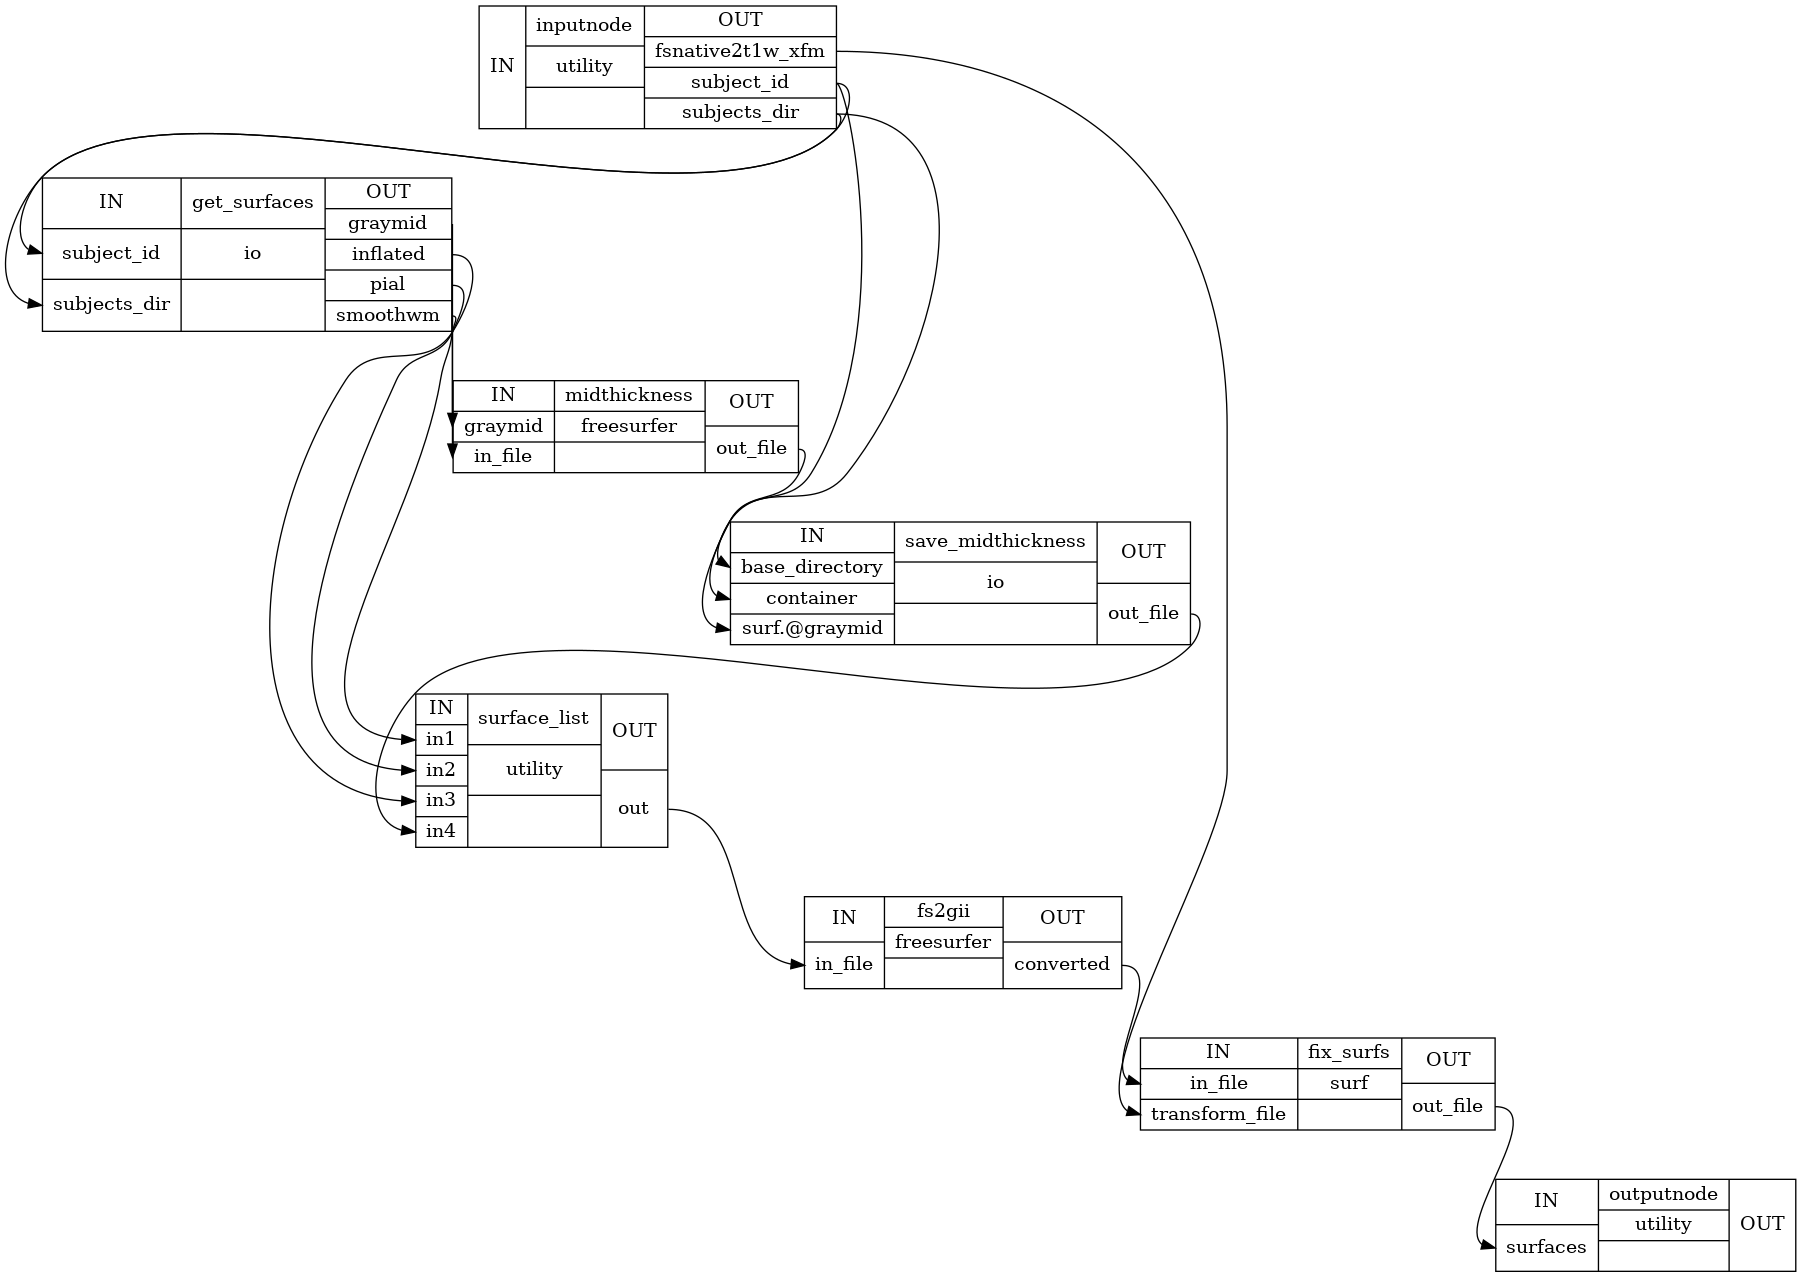 IN
inputnode
utility
OUT
fsnative2t1w_xfm
subject_id
subjects_dir
IN
subject_id
subjects_dir
get_surfaces
io
OUT
graymid
inflated
pial
smoothwm
IN
graymid
in_file
midthickness
freesurfer
OUT
out_file
IN
base_directory
container
surf.@graymid
save_midthickness
io
OUT
out_file
IN
in1
in2
in3
in4
surface_list
utility
OUT
out
IN
in_file
fs2gii
freesurfer
OUT
converted
IN
in_file
transform_file
fix_surfs
surf
OUT
out_file
IN
surfaces
outputnode
utility
OUT